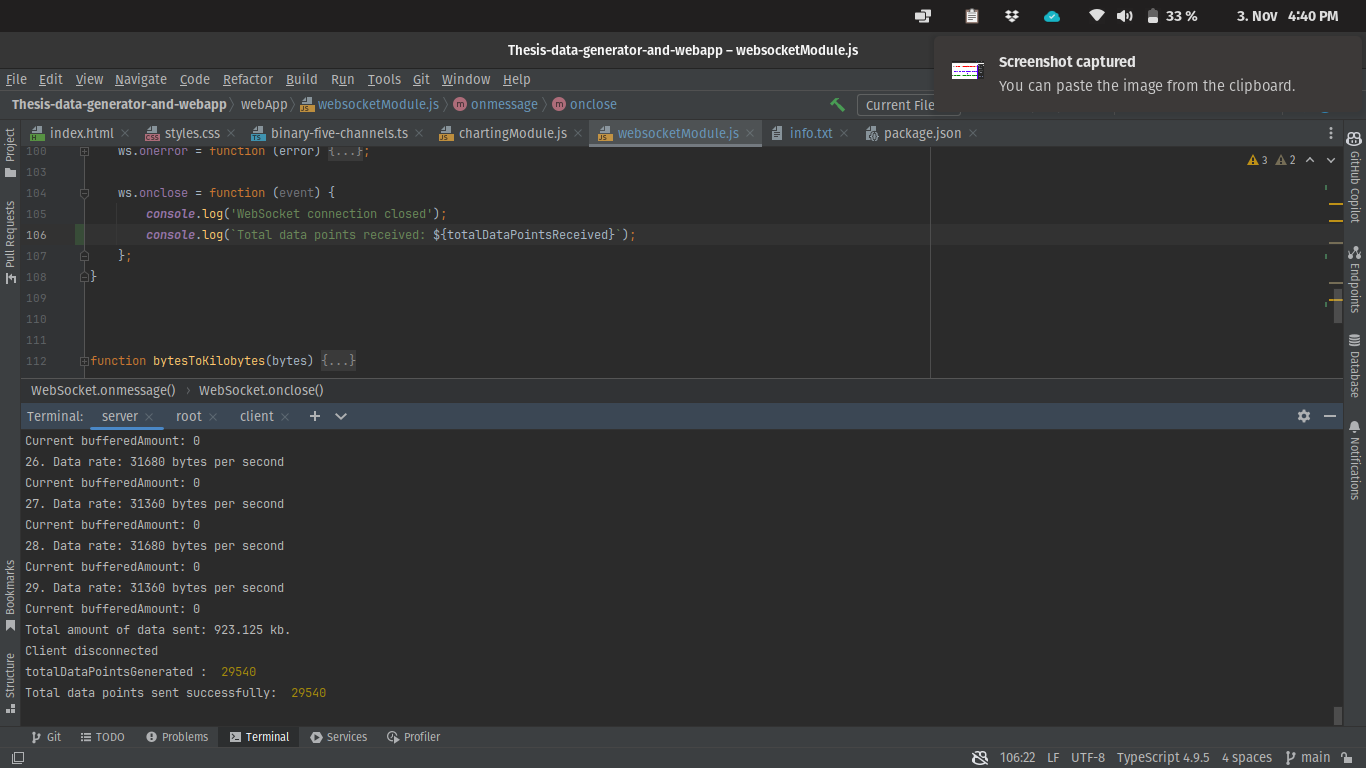 33 %
3. Nov 4:40 PM
Thesis-data-generator-and-webapp – websocketModule.js
Screenshot captured
You can paste the image from the clipboard.
File Edit View Navigate Code Refactor Build Run Tools Git Window Help
Thesis-data-generator-and-webapp webApp websocketModule.js onmessage onclose
Current File
index.html styles.css binary-five-channels.ts chartingModule.js websocketModule.js info.txt package.json
100 ws.onerror = function (error) {...};
3 2
103
104 ws.onclose = function (event) {
105 console.log('WebSocket connection closed');
106 console.log(`Total data points received: ${totalDataPointsReceived}`);
107 };
108 }
109
110
111
112 function bytesToKilobytes(bytes) {...}
WebSocket.onmessage() › WebSocket.onclose()
Terminal: server root client
Current bufferedAmount: 0
26. Data rate: 31680 bytes per second
Current bufferedAmount: 0
27. Data rate: 31360 bytes per second
Current bufferedAmount: 0
28. Data rate: 31680 bytes per second
Current bufferedAmount: 0
29. Data rate: 31360 bytes per second
Current bufferedAmount: 0
Total amount of data sent: 923.125 kb.
Client disconnected
totalDataPointsGenerated : 29540
Total data points sent successfully: 29540
Project
Pull Requests
Bookmarks
Structure
GitHub Copilot
Endpoints
Database
Notifications
Git TODO Problems Terminal Services Profiler
106:22 LF UTF-8 TypeScript 4.9.5 4 spaces main